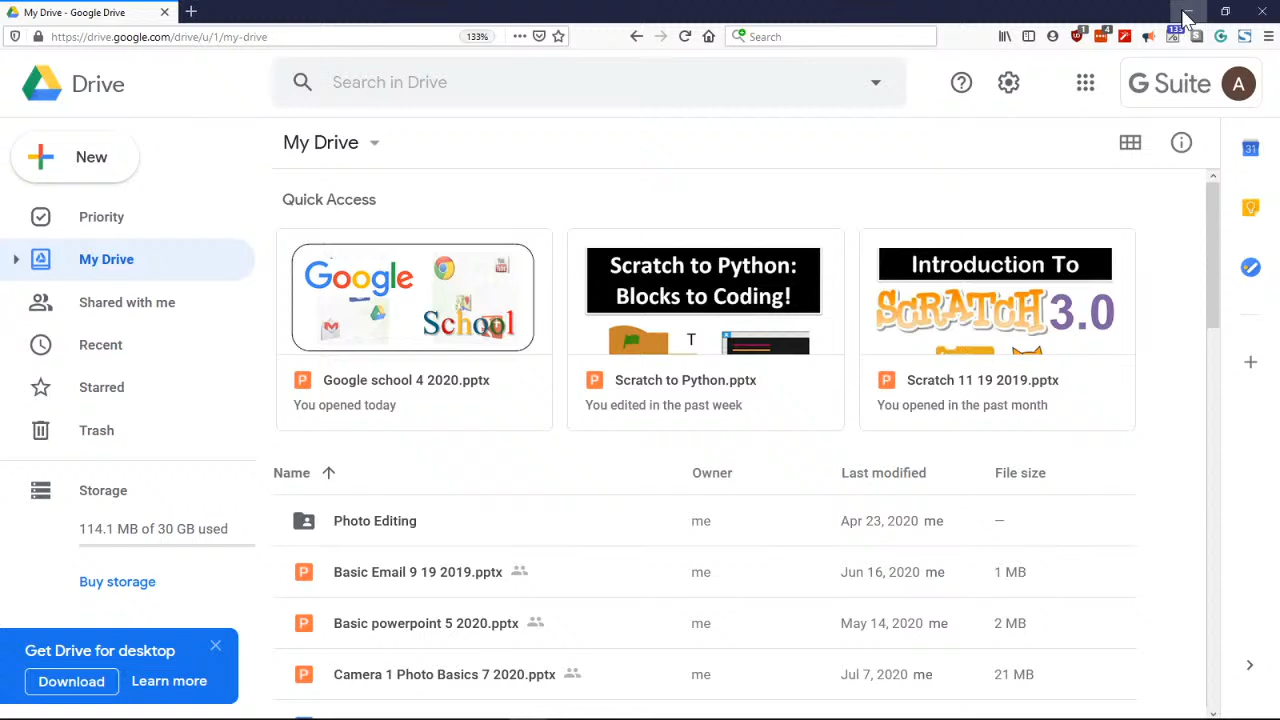 My Drive - Google Drive
https://drive.google.com/drive/u/1/my-drive
133%
Search
Drive
Search in Drive
G Suite
A
New
My Drive
Priority
My Drive
Shared with me
Recent
Starred
Trash
Storage
114.1 MB of 30 GB used
Buy storage
Get Drive for desktop
Download
Learn more
Quick Access
Google
School
Google school 4 2020.pptx
You opened today
Scratch to Python:
Blocks to Coding!
T
Scratch to Python.pptx
You edited in the past week
Introduction To
SCRATCH 3.0
Scratch 11 19 2019.pptx
You opened in the past month
Name Owner Last modified File size
Photo Editing me Apr 23, 2020 me —
Basic Email 9 19 2019.pptx me Jun 16, 2020 me 1 MB
Basic powerpoint 5 2020.pptx me May 14, 2020 me 2 MB
Camera 1 Photo Basics 7 2020.pptx me Jul 7, 2020 me 21 MB
31